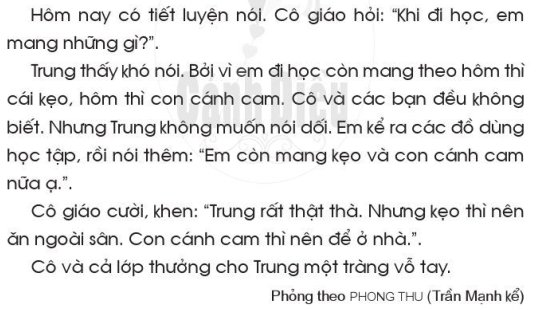 Hôm nay có tiết luyện nói. Cô giáo hỏi: “Khi đi học, em
mang những gì?”.
Trung thấy khó nói. Bởi vì em đi học còn mang theo hôm thì
cái kẹo, hôm thì con cánh cam. Cô và các bạn đều không
biết. Nhưng Trung không muốn nói dối. Em kể ra các đồ dùng
học tập, rồi nói thêm: “Em còn mang kẹo và con cánh cam
nữa ạ.”.
Cô giáo cười, khen: “Trung rất thật thà. Nhưng kẹo thì nên
ăn ngoài sân. Con cánh cam thì nên để ở nhà.”.
Cô và cả lớp thưởng cho Trung một tràng vỗ tay.
Phỏng theo PHONG THU (Trần Mạnh kể)
Cánh Diều